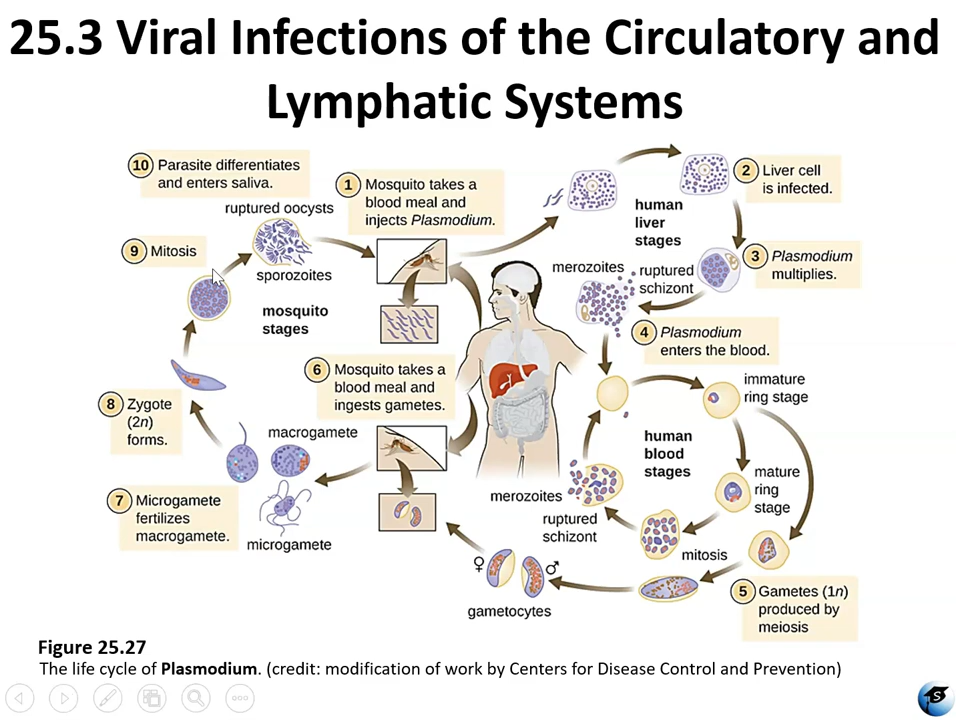 25.3 Viral Infections of the Circulatory and
Lymphatic Systems
10 Parasite differentiates
and enters saliva.
1 Mosquito takes a
blood meal and
injects Plasmodium.
2 Liver cell
is infected.
ruptured oocysts
human
liver
stages
9 Mitosis
sporozoites
merozoites
ruptured
schizont
3 Plasmodium
multiplies.
mosquito
stages
4 Plasmodium
enters the blood.
6 Mosquito takes a
blood meal and
ingests gametes.
immature
ring stage
8 Zygote
(2n)
forms.
macrogamete
human
blood
stages
mature
ring
stage
7 Microgamete
fertilizes
macrogamete.
merozoites
ruptured
schizont
microgamete
mitosis
♀
♂
gametocytes
5 Gametes (1n)
produced by
meiosis
Figure 25.27
The life cycle of Plasmodium. (credit: modification of work by Centers for Disease Control and Prevention)
S